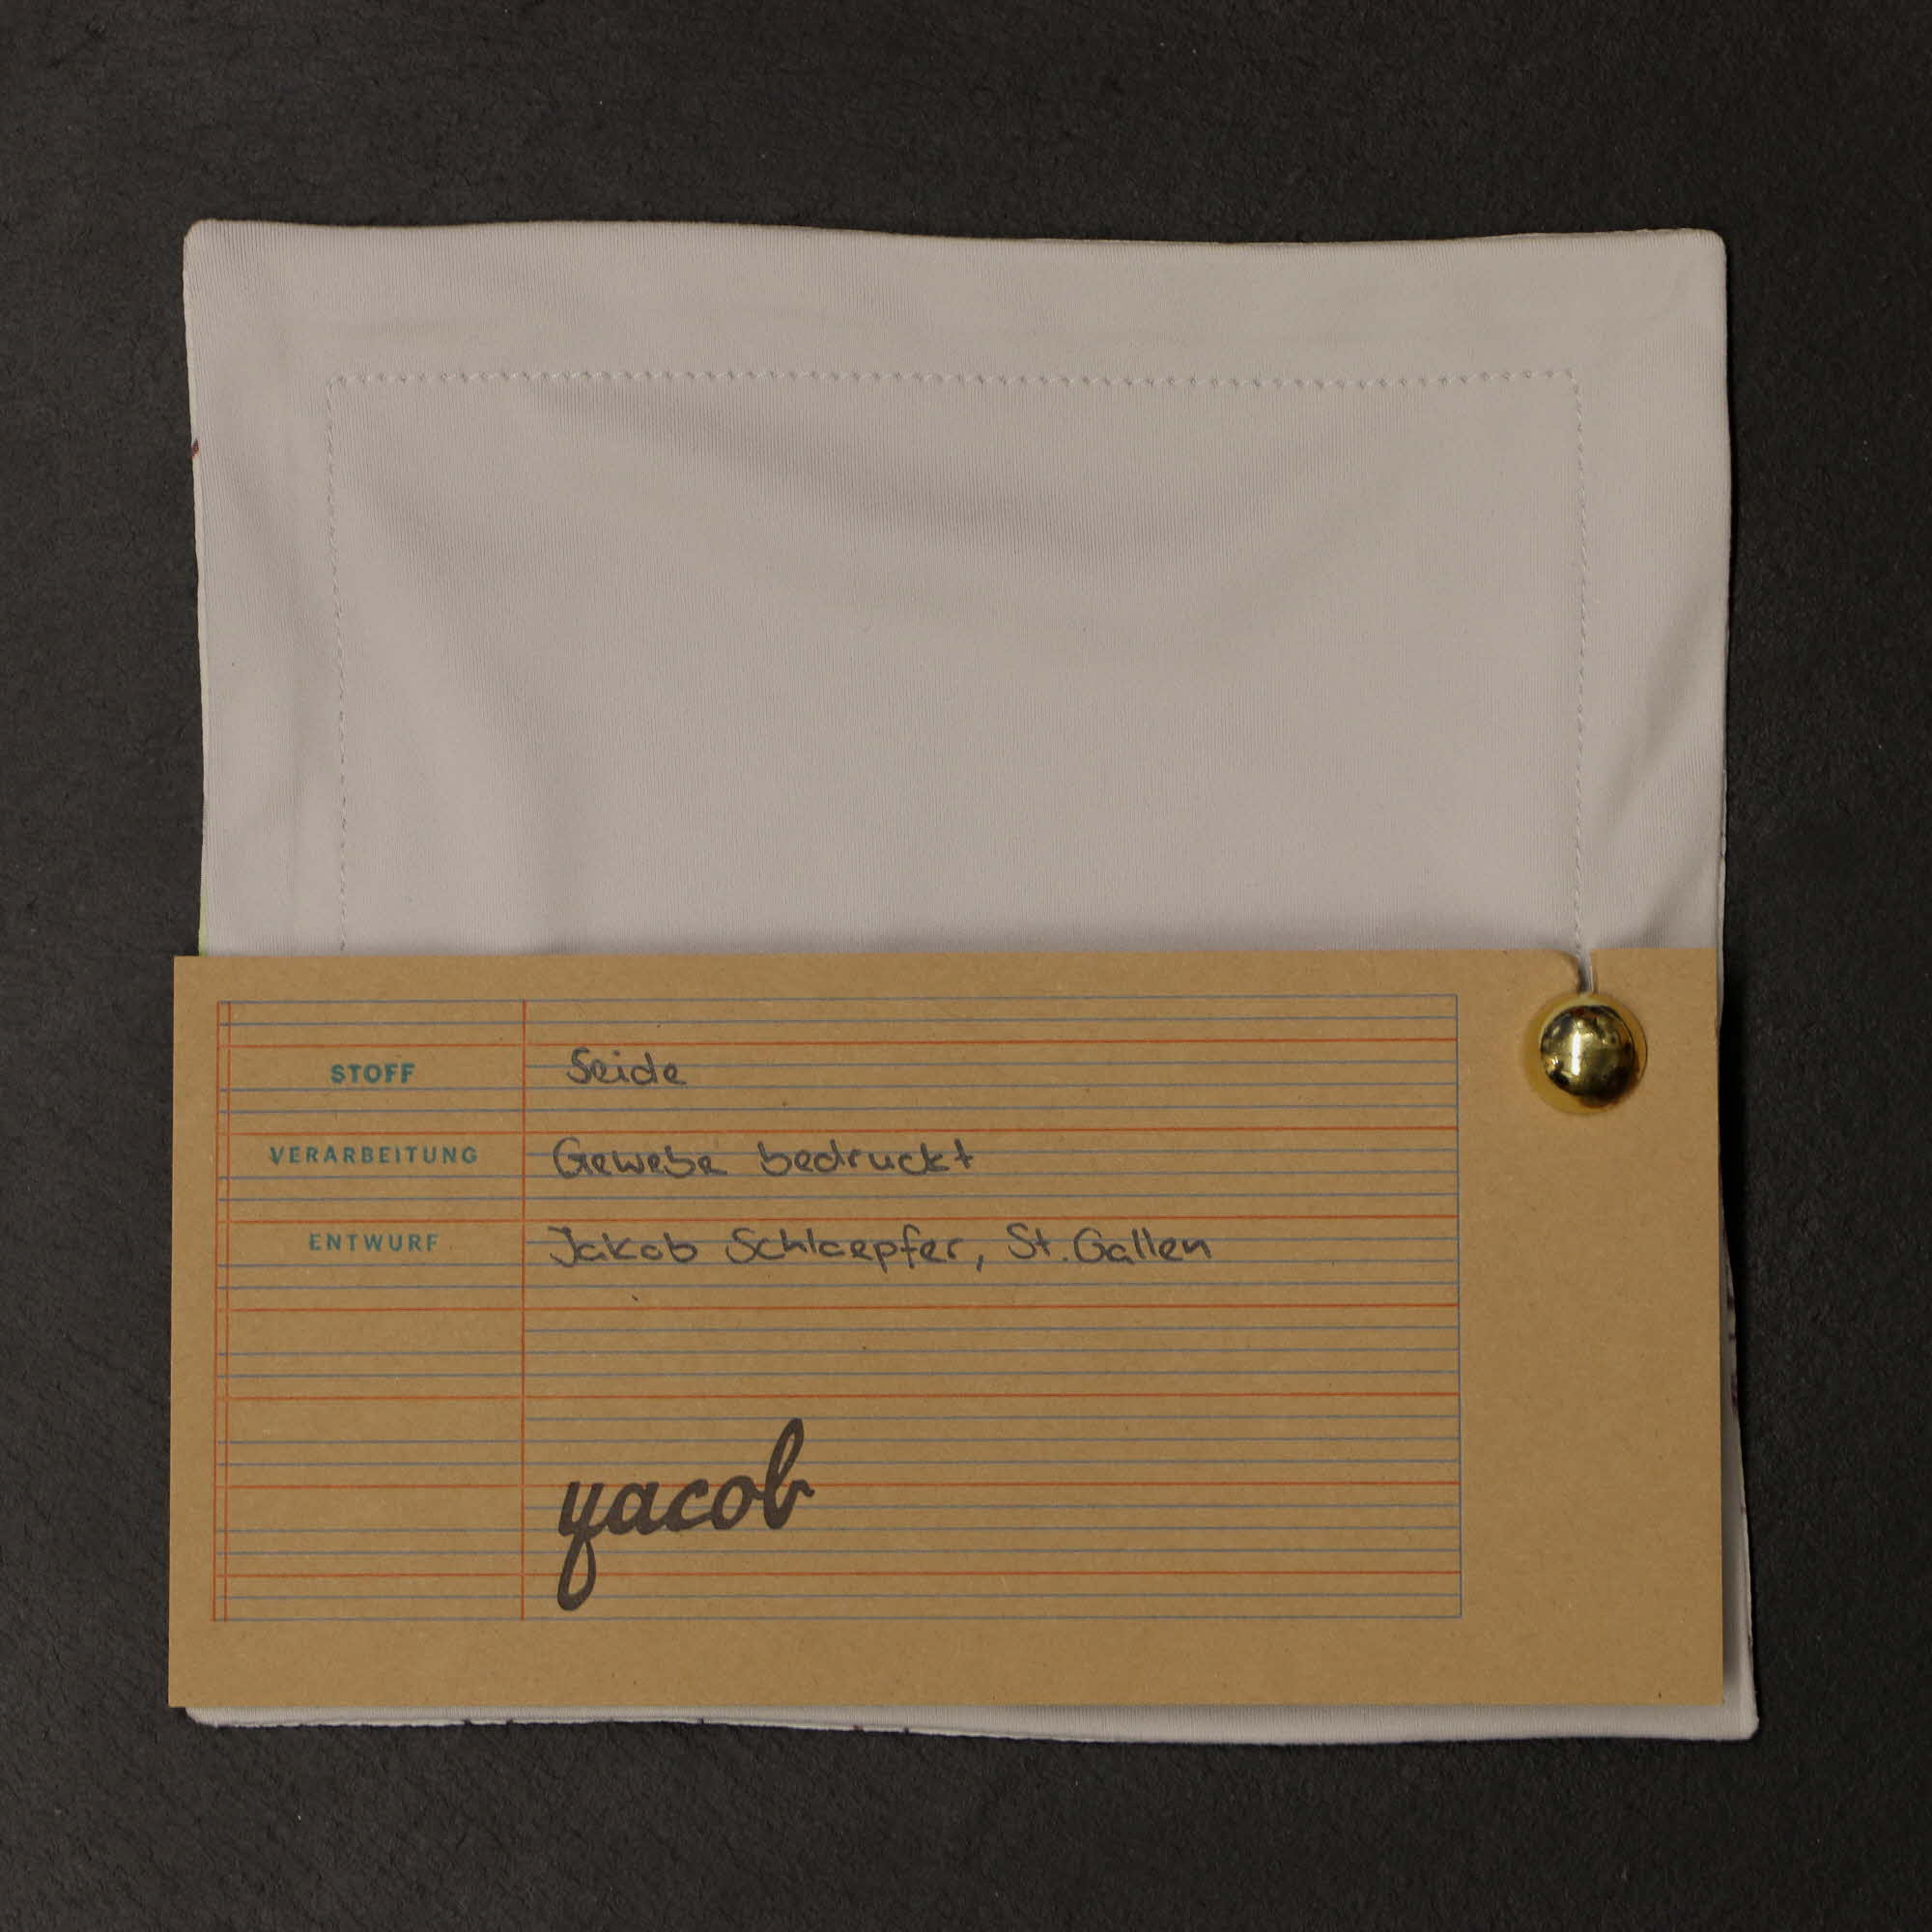 STOFF Seide
VERARBEITUNG Gewebe bedruckt
ENTWURF Jakob Schlaepfer, St. Gallen
yacob